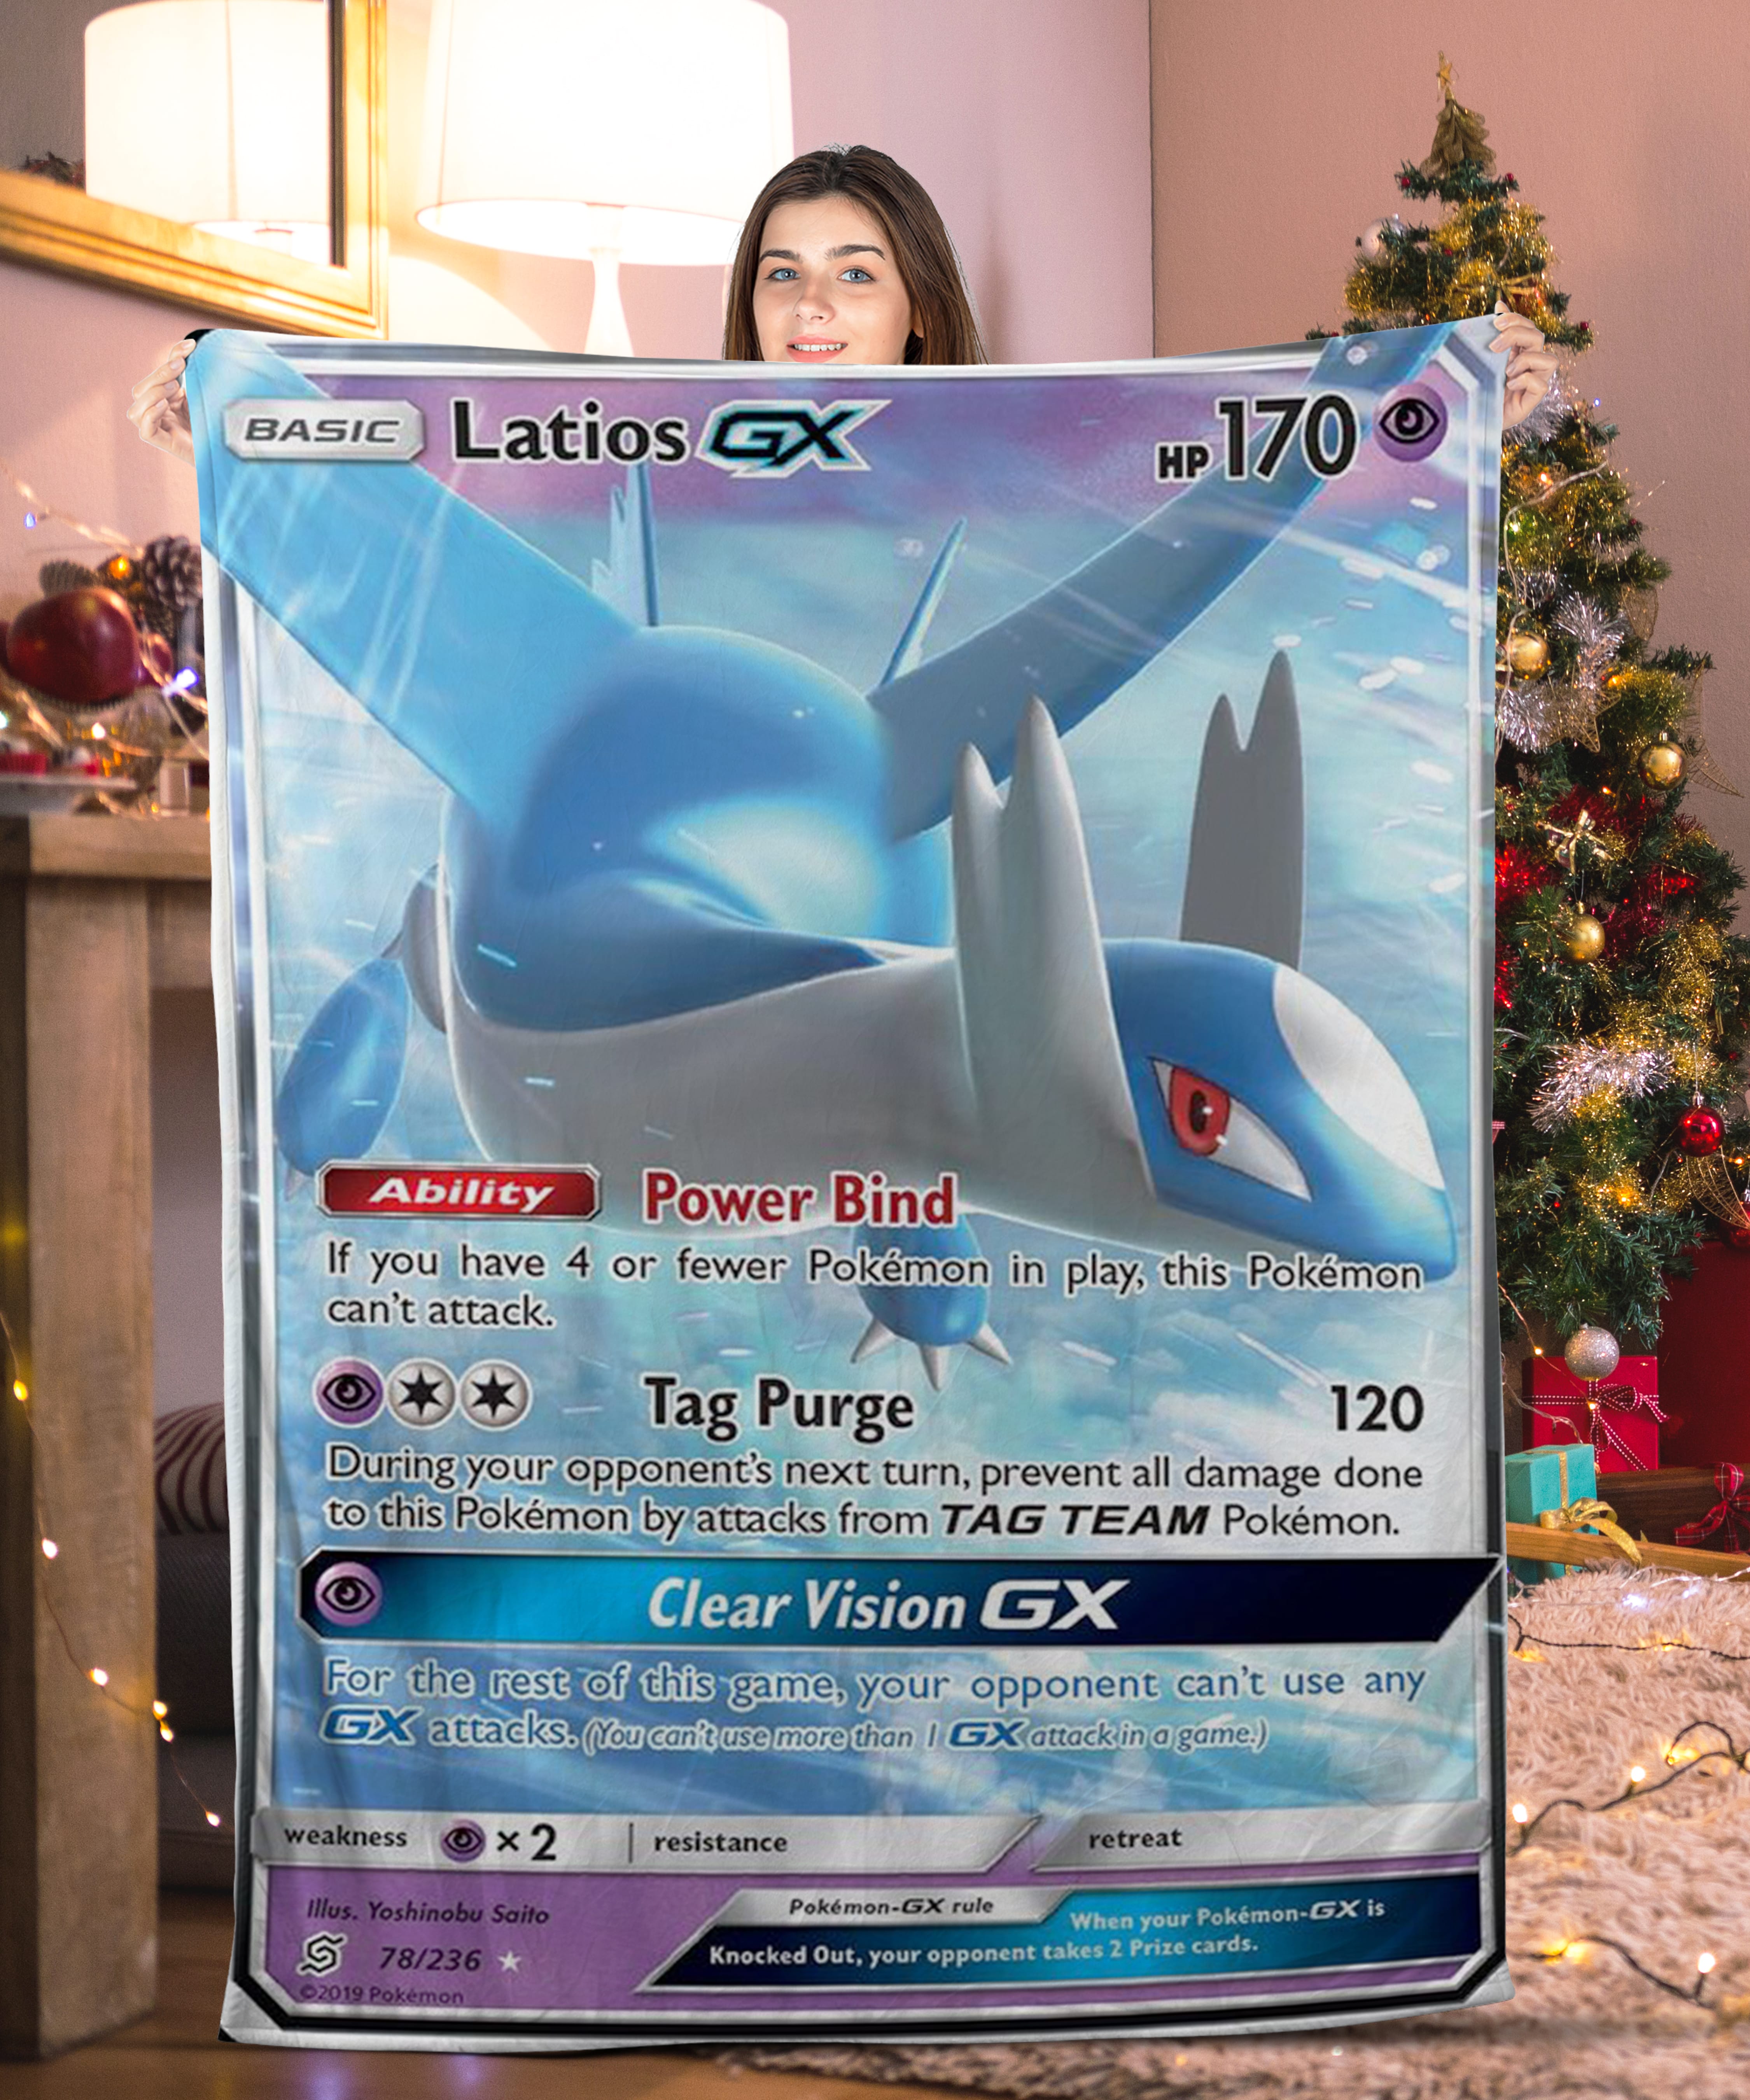 BASIC Latios GX HP 170
Ability Power Bind
If you have 4 or fewer Pokémon in play, this Pokémon
can't attack.
Tag Purge 120
During your opponent's next turn, prevent all damage done
to this Pokémon by attacks from TAG TEAM Pokémon.
Clear Vision GX
For the rest of this game, your opponent can't use any
GX attacks. (You can't use more than 1 GX attack in a game.)
weakness × 2 resistance retreat
Illus. Yoshinobu Saito
78/236
©2019 Pokémon
Pokémon-GX rule
When your Pokémon-GX is
Knocked Out, your opponent takes 2 Prize cards.